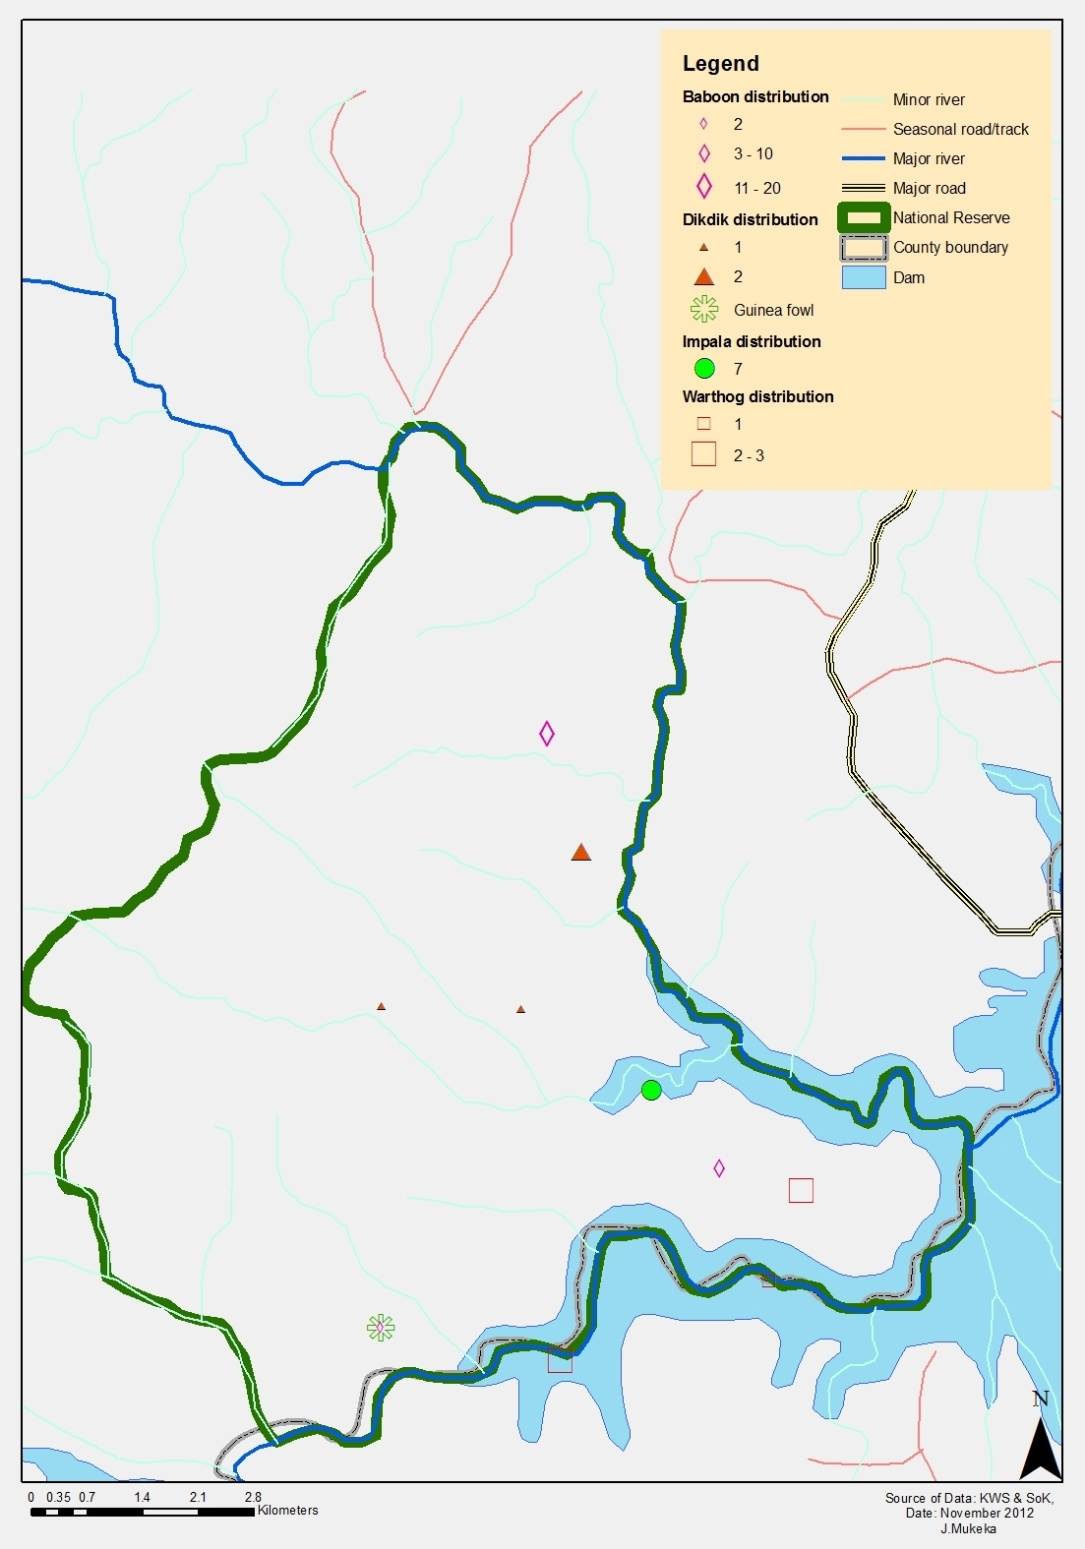 Legend
Baboon distribution
2
3 - 10
11 - 20
Dikdik distribution
1
2
Guinea fowl
Impala distribution
7
Warthog distribution
1
2 - 3
Minor river
Seasonal road/track
Major river
Major road
National Reserve
County boundary
Dam
N
0 0.35 0.7 1.4 2.1 2.8
Kilometers
Source of Data: KWS & SoK,
Date: November 2012
J.Mukeka